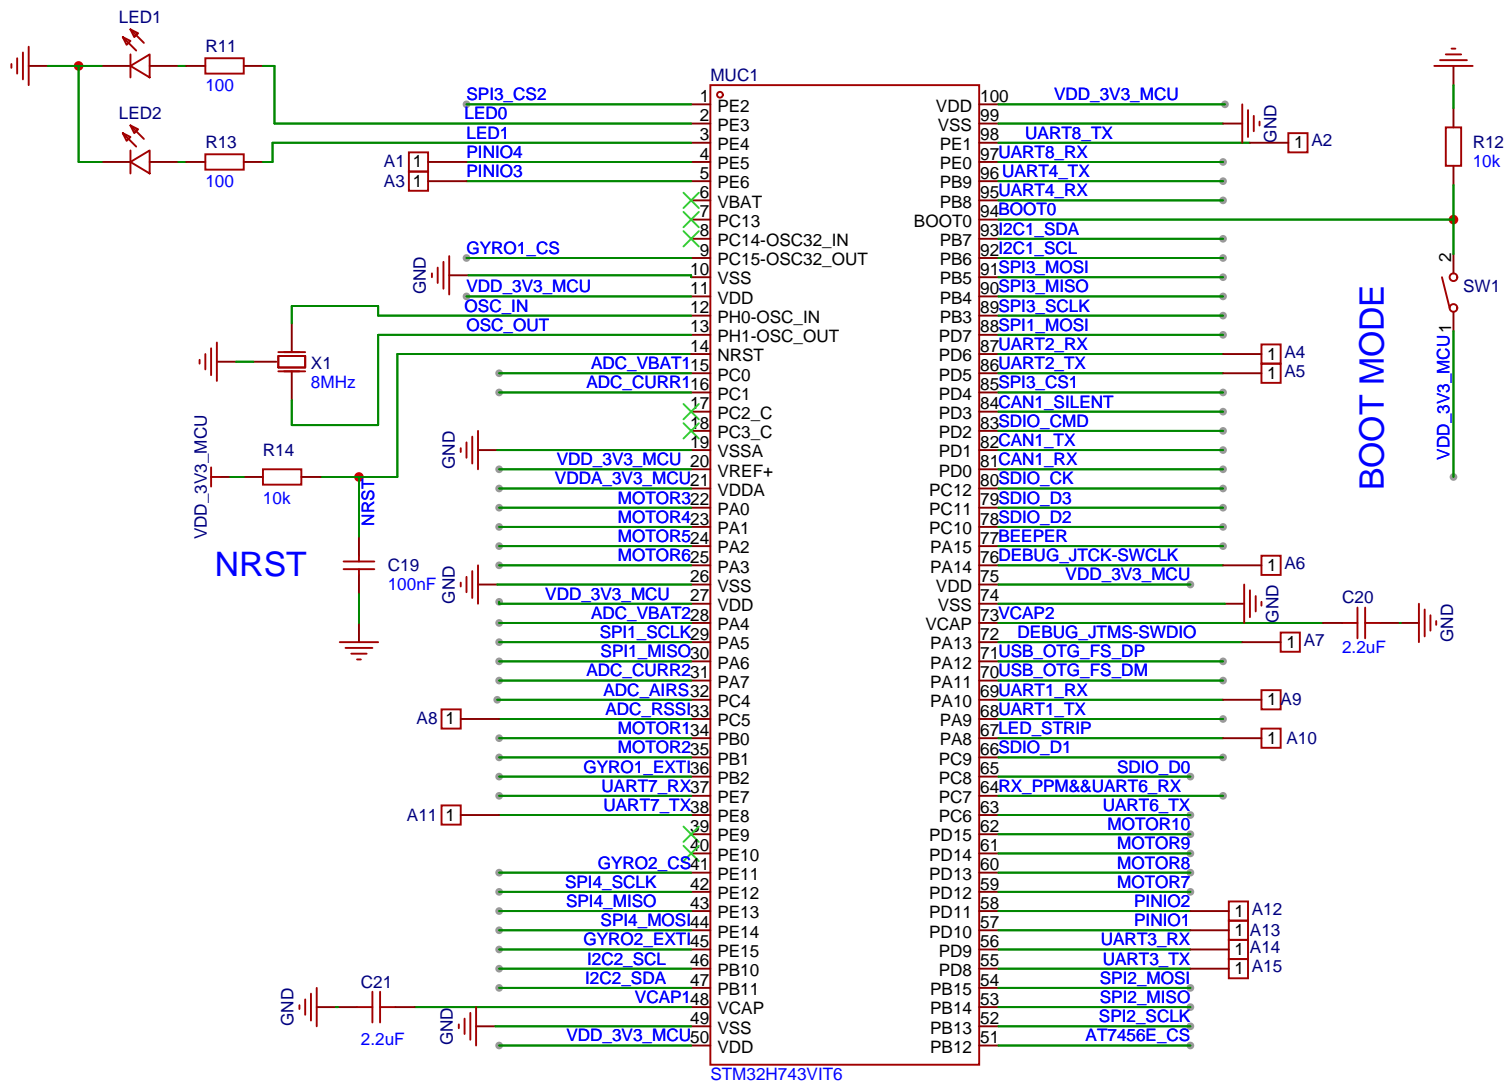 LED1
R11
100
LED2
R13
100
MUC1
SPI3_CS2 1 PE2
LED0 2 PE3
LED1 3 PE4
A1 1 PINIO4 4 PE5
A3 1 PINIO3 5 PE6
6 VBAT
7 PC13
8 PC14-OSC32_IN
GYRO1_CS 9 PC15-OSC32_OUT
GND 10 VSS
VDD_3V3_MCU 11 VDD
OSC_IN 12 PH0-OSC_IN
OSC_OUT 13 PH1-OSC_OUT
14 NRST
X1
8MHz
ADC_VBAT1 15 PC0
ADC_CURR1 16 PC1
17 PC2_C
18 PC3_C
GND 19 VSSA
VDD_3V3_MCU 20 VREF+
VDDA_3V3_MCU 21 VDDA
MOTOR3 22 PA0
MOTOR4 23 PA1
MOTOR5 24 PA2
MOTOR6 25 PA3
GND 26 VSS
VDD_3V3_MCU 27 VDD
ADC_VBAT2 28 PA4
SPI1_SCLK 29 PA5
SPI1_MISO 30 PA6
ADC_CURR2 31 PA7
ADC_AIRS 32 PC4
A8 1 ADC_RSSI 33 PC5
MOTOR1 34 PB0
MOTOR2 35 PB1
GYRO1_EXTI 36 PB2
UART7_RX 37 PE7
A11 1 UART7_TX 38 PE8
39 PE9
40 PE10
GYRO2_CS 41 PE11
SPI4_SCLK 42 PE12
SPI4_MISO 43 PE13
SPI4_MOSI 44 PE14
GYRO2_EXTI 45 PE15
I2C2_SCL 46 PB10
I2C2_SDA 47 PB11
VCAP1 48 VCAP
GND 49 VSS
VDD_3V3_MCU 50 VDD
STM32H743VIT6
VDD_3V3_MCU
R14
10k
NRST
NRST
C19
100nF
GND
C21
2.2uF
VDD 100 VDD_3V3_MCU
VSS 99 GND
PE1 98 UART8_TX 1 A2
PE0 97 UART8_RX
PB9 96 UART4_TX
PB8 95 UART4_RX
BOOT0 94 BOOT0
PB7 93 I2C1_SDA
PB6 92 I2C1_SCL
PB5 91 SPI3_MOSI
PB4 90 SPI3_MISO
PB3 89 SPI3_SCLK
PD7 88 SPI1_MOSI
PD6 87 UART2_RX 1 A4
PD5 86 UART2_TX 1 A5
PD4 85 SPI3_CS1
PD3 84 CAN1_SILENT
PD2 83 SDIO_CMD
PD1 82 CAN1_TX
PD0 81 CAN1_RX
PC12 80 SDIO_CK
PC11 79 SDIO_D3
PC10 78 SDIO_D2
PA15 77 BEEPER
PA14 76 DEBUG_JTCK-SWCLK 1 A6
VDD 75 VDD_3V3_MCU
VSS 74 GND
VCAP 73 VCAP2
C20
2.2uF
GND
PA13 72 DEBUG_JTMS-SWDIO 1 A7
PA12 71 USB_OTG_FS_DP
PA11 70 USB_OTG_FS_DM
PA10 69 UART1_RX 1 A9
PA9 68 UART1_TX
PA8 67 LED_STRIP 1 A10
PC9 66 SDIO_D1
PC8 65 SDIO_D0
PC7 64 RX_PPM&&UART6_RX
PC6 63 UART6_TX
PD15 62 MOTOR10
PD14 61 MOTOR9
PD13 60 MOTOR8
PD12 59 MOTOR7
PD11 58 PINIO2 1 A12
PD10 57 PINIO1 1 A13
PD9 56 UART3_RX 1 A14
PD8 55 UART3_TX 1 A15
PB15 54 SPI2_MOSI
PB14 53 SPI2_MISO
PB13 52 SPI2_SCLK
PB12 51 AT7456E_CS
R12
10k
2
SW1
1
VDD_3V3_MCU
BOOT MODE